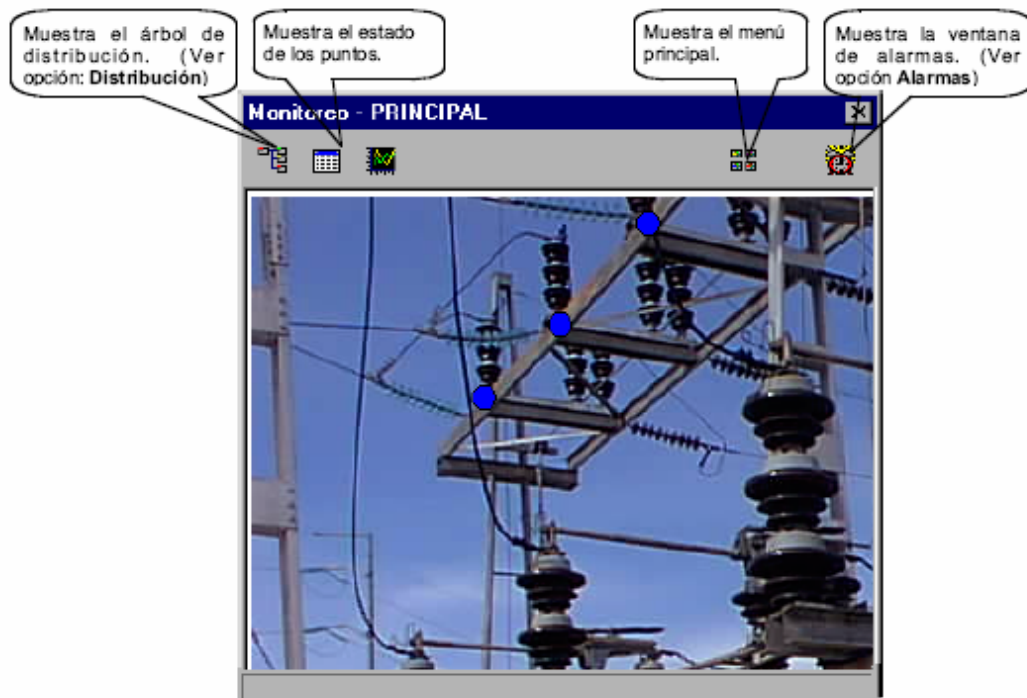 Muestra el árbol de
distribución. (Ver
opción: Distribución)
Muestra el estado
de los puntos.
Muestra el menú
principal.
Muestra la ventana
de alarmas. (Ver
opción Alarmas)
Monitoreo - PRINCIPAL